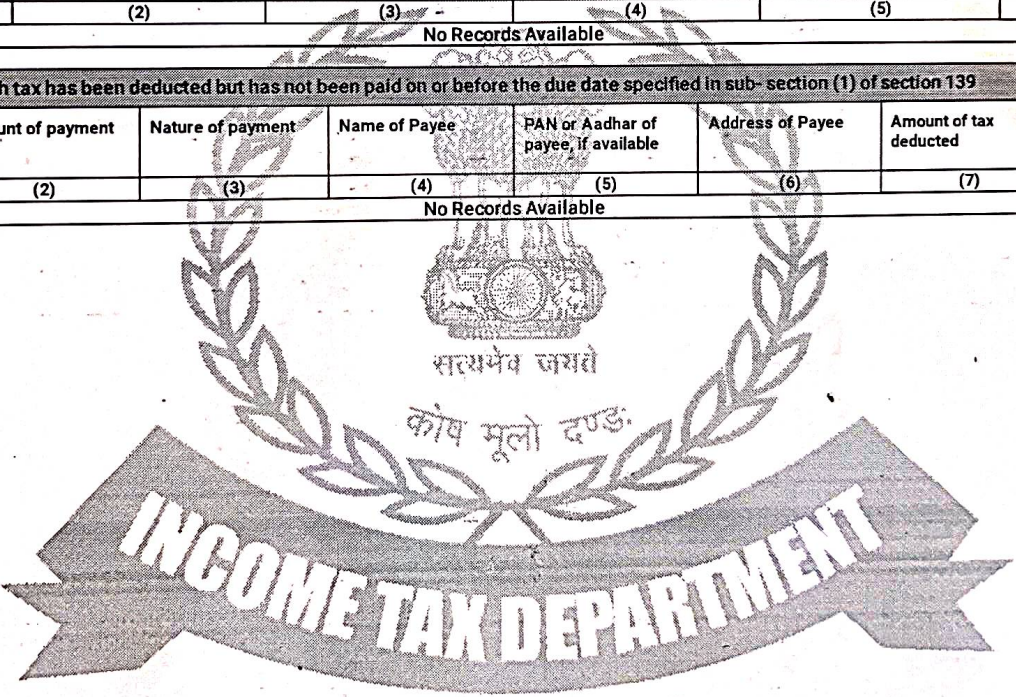 (2) (3) (4) (5)
No Records Available
h tax has been deducted but has not been paid on or before the due date specified in sub- section (1) of section 139
unt of payment Nature of payment Name of Payee PAN or Aadhar of payee, if available Address of Payee Amount of tax deducted
(2) (3) (4) (5) (6) (7)
No Records Available
सत्यमेव जयते
कोष मूलो दण्डः
INCOME TAX DEPARTMENT